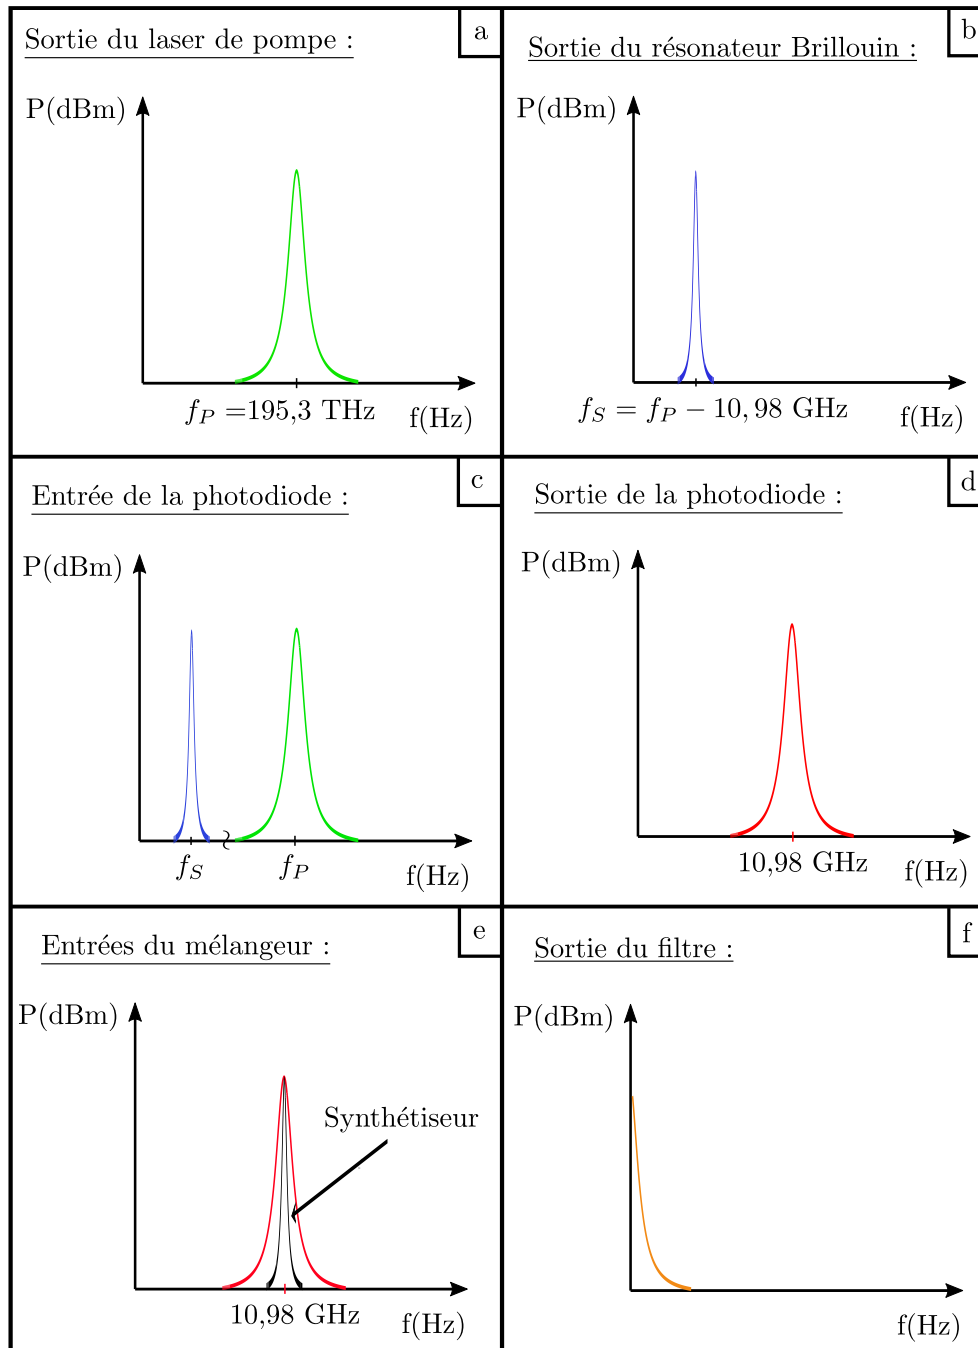 Sortie du laser de pompe :
a
P(dBm)
f_P =195,3 THz
f(Hz)
Sortie du résonateur Brillouin :
b
P(dBm)
f_S = f_P − 10, 98 GHz
f(Hz)
Entrée de la photodiode :
c
P(dBm)
f_S
f_P
f(Hz)
Sortie de la photodiode :
d
P(dBm)
10,98 GHz
f(Hz)
Entrées du mélangeur :
e
P(dBm)
Synthétiseur
10,98 GHz
f(Hz)
Sortie du filtre :
f
P(dBm)
f(Hz)